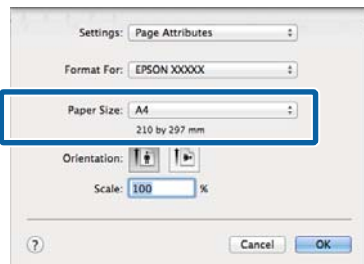 Settings: Page Attributes
Format For: EPSON XXXXX
Paper Size: A4
210 by 297 mm
Orientation:
Scale: 100 %
? Cancel OK